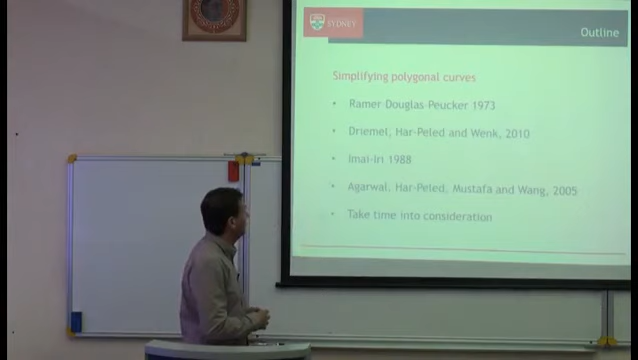 SYDNEY
Outline
Simplifying polygonal curves
• Ramer Douglas Peucker 1973
• Driemel, Har-Peled and Wenk, 2010
• Imai-Iri 1988
• Agarwal, Har-Peled, Mustafa and Wang, 2005
• Take time into consideration